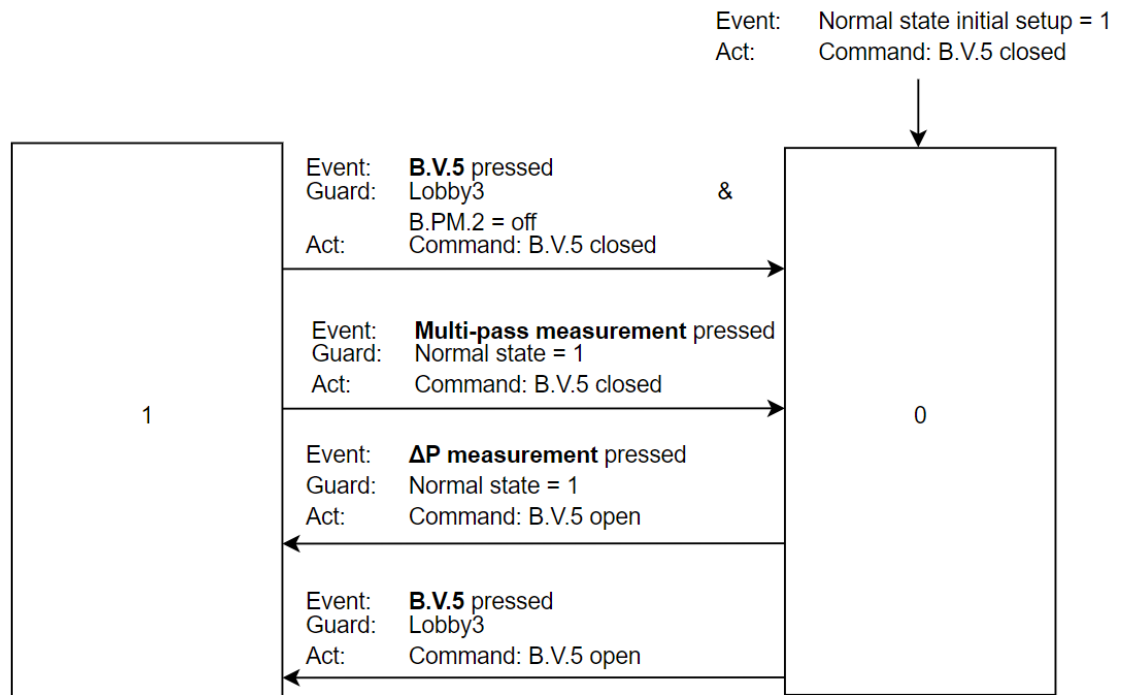 Event: Normal state initial setup = 1
Act: Command: B.V.5 closed
Event: B.V.5 pressed
Guard: Lobby3 &
B.PM.2 = off
Act: Command: B.V.5 closed
Event: Multi-pass measurement pressed
Guard: Normal state = 1
Act: Command: B.V.5 closed
1
0
Event: ΔP measurement pressed
Guard: Normal state = 1
Act: Command: B.V.5 open
Event: B.V.5 pressed
Guard: Lobby3
Act: Command: B.V.5 open